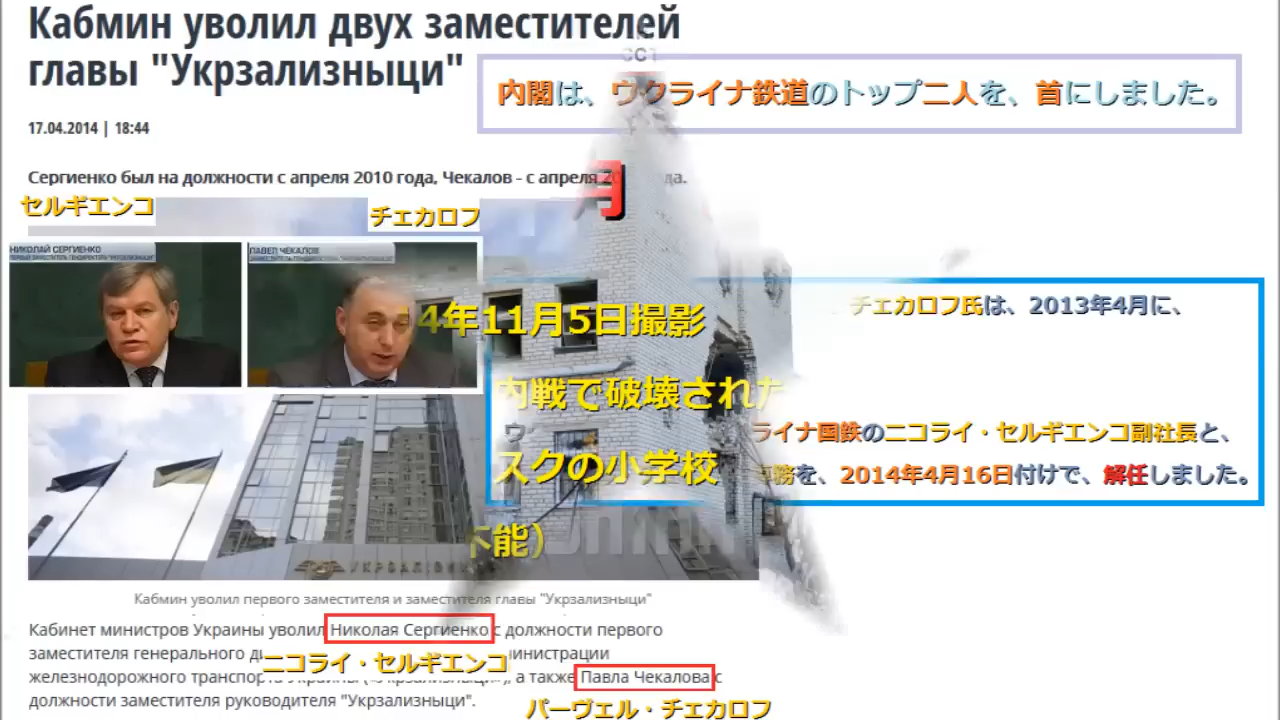 Кабмин уволил двух заместителей
главы "Укрзализныци"
内閣は、ウクライナ鉄道のトップ二人を、首にしました。
17.04.2014 | 18:44
Сергиенко был на должности с апреля 2010 года, Чекалов - с апреля
月
セルギエンコ
チェカロフ
НИКОЛАЙ СЕРГИЕНКО
ПАВЕЛ ЧЕКАЛОВ
チェカロフ氏は、2013年4月に、
4年11月5日撮影
内戦で破壊された
ライナ国鉄のニコライ・セルギエンコ副社長と、
スクの小学校
務を、2014年4月16日付けで、解任しました。
不能）
Кабмин уволил первого заместителя и заместителя главы "Укрзализныци"
Кабинет министров Украины уволил Николая Сергиенко с должности первого
заместителя генерального
ニコライ・セルギエンコ
железнодорожного а также Павла Чекалова с
должности заместителя руководителя "Укрзализныци".
パーヴェル・チェカロフ